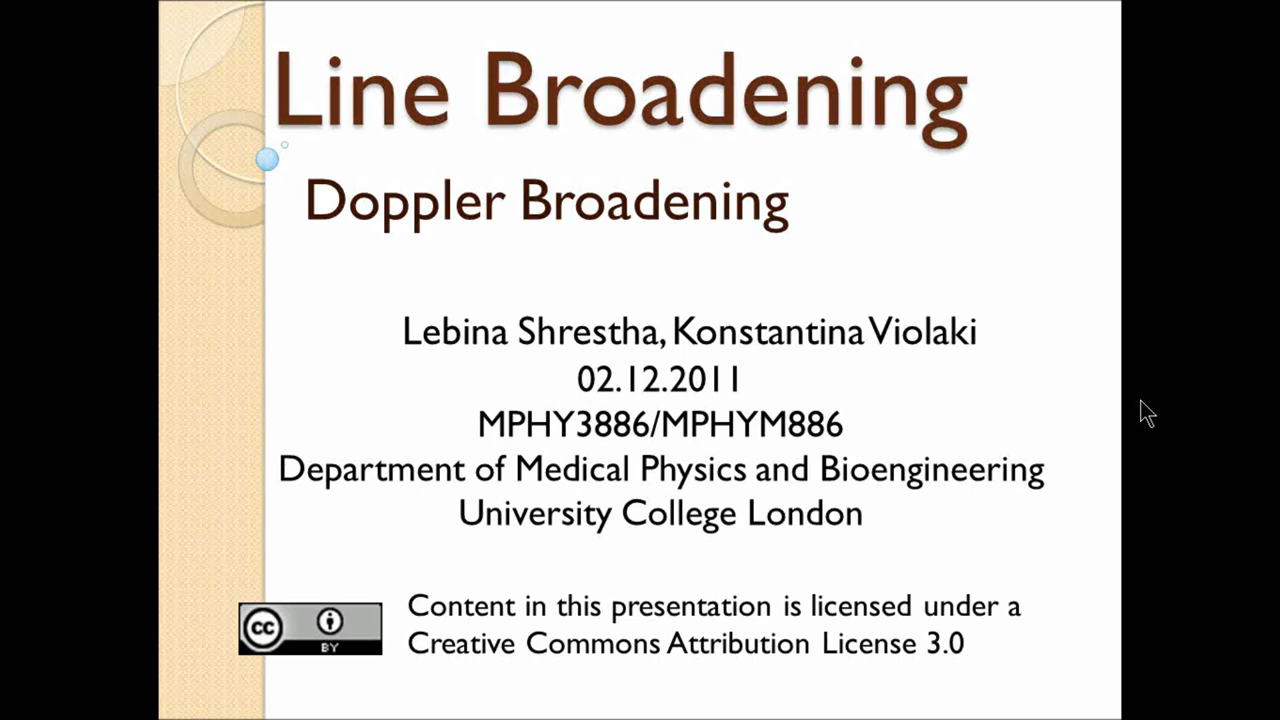 Line Broadening
Doppler Broadening
Lebina Shrestha, Konstantina Violaki
02.12.2011
MPHY3886/MPHYM886
Department of Medical Physics and Bioengineering
University College London
Content in this presentation is licensed under a
Creative Commons Attribution License 3.0
cc
BY